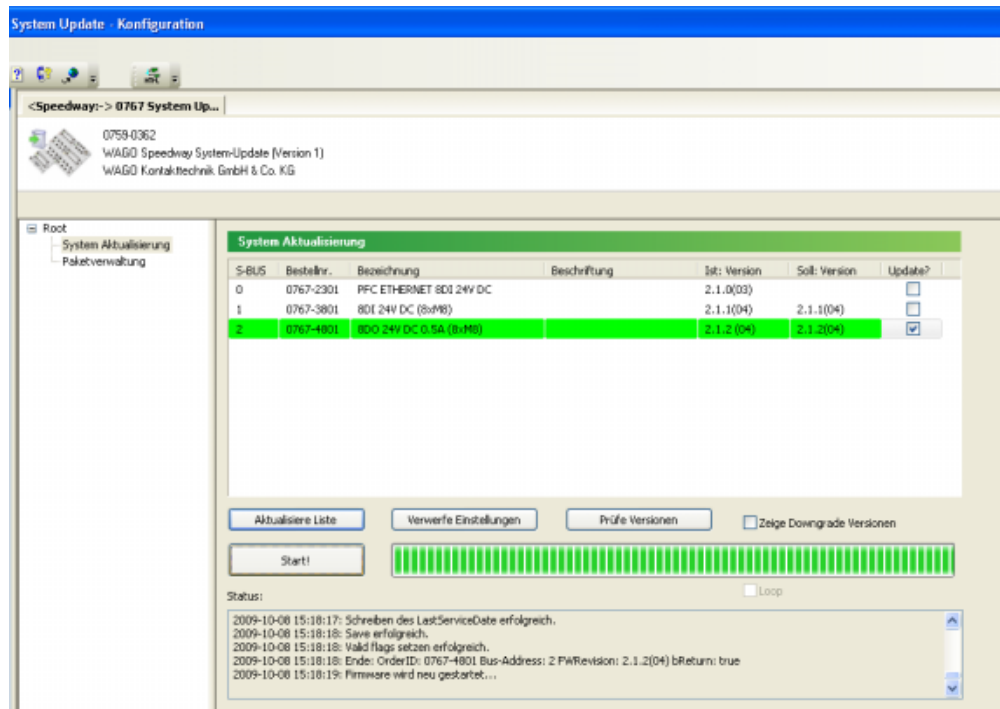 System Update - Konfiguration
<Speedway:-> 0767 System Up...
0759-0362
WAGO Speedway System-Update (Version 1)
WAGO Kontakttechnik GmbH & Co. KG
Root
System Aktualisierung
Paketverwaltung
System Aktualisierung
S-BUS Bestellnr. Bezeichnung Beschriftung Ist: Version Soll: Version Update?
0 0767-2301 PFC ETHERNET 8DI 24V DC 2.1.0(03)
1 0767-3801 8DI 24V DC (8xM8) 2.1.1(04) 2.1.1(04)
2 0767-4801 8DO 24V DC 0.5A (8xM8) 2.1.2 (04) 2.1.2(04)
Aktualisiere Liste Verwerfe Einstellungen Prüfe Versionen Zeige Downgrade Versionen
Start!
Loop
Status:
2009-10-08 15:18:17: Schreiben des LastServiceDate erfolgreich.
2009-10-08 15:18:18: Save erfolgreich.
2009-10-08 15:18:18: Valid flags setzen erfolgreich.
2009-10-08 15:18:18: Ende: OrderID: 0767-4801 Bus-Address: 2 FWRevision: 2.1.2(04) bReturn: true
2009-10-08 15:18:19: Firmware wird neu gestartet...